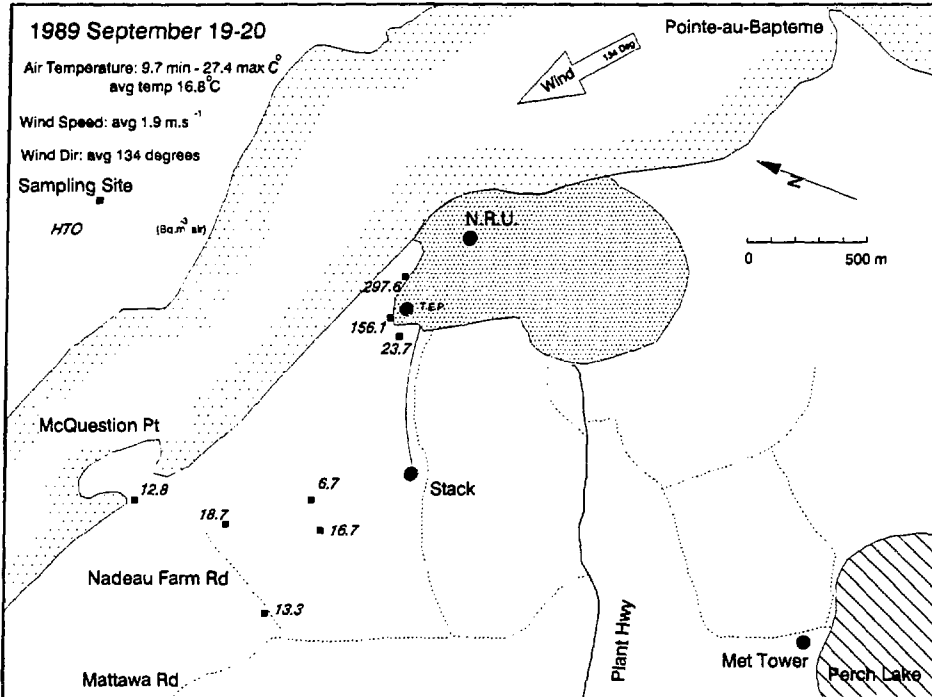 1989 September 19-20
Air Temperature: 9.7 min - 27.4 max C°
avg temp 16.8°C
Wind Speed: avg 1.9 m.s⁻¹
Wind Dir: avg 134 degrees
Sampling Site
HTO (Bq.m³ air)
Pointe-au-Bapteme
Wind 134 Deg
N
0 500 m
N.R.U.
297.6
T.E.P.
156.1
23.7
McQuestion Pt
12.8
6.7
Stack
18.7
16.7
Nadeau Farm Rd
13.3
Plant Hwy
Met Tower
Perch Lake
Mattawa Rd